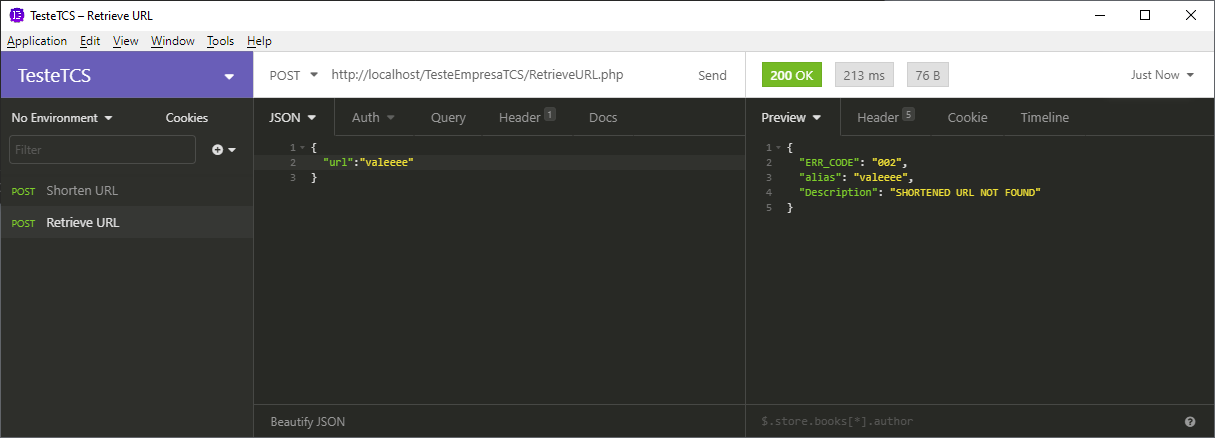 TesteTCS – Retrieve URL
Application Edit View Window Tools Help
TesteTCS
POST http://localhost/TesteEmpresaTCS/RetrieveURL.php Send
200 OK 213 ms 76 B Just Now
No Environment Cookies
JSON Auth Query Header 1 Docs
Preview Header 5 Cookie Timeline
Filter
POST Shorten URL
POST Retrieve URL
1 {
2 "url":"valeeee"
3 }
1 {
2 "ERR_CODE": "002",
3 "alias": "valeeee",
4 "Description": "SHORTENED URL NOT FOUND"
5 }
Beautify JSON
$.store.books[*].author
?